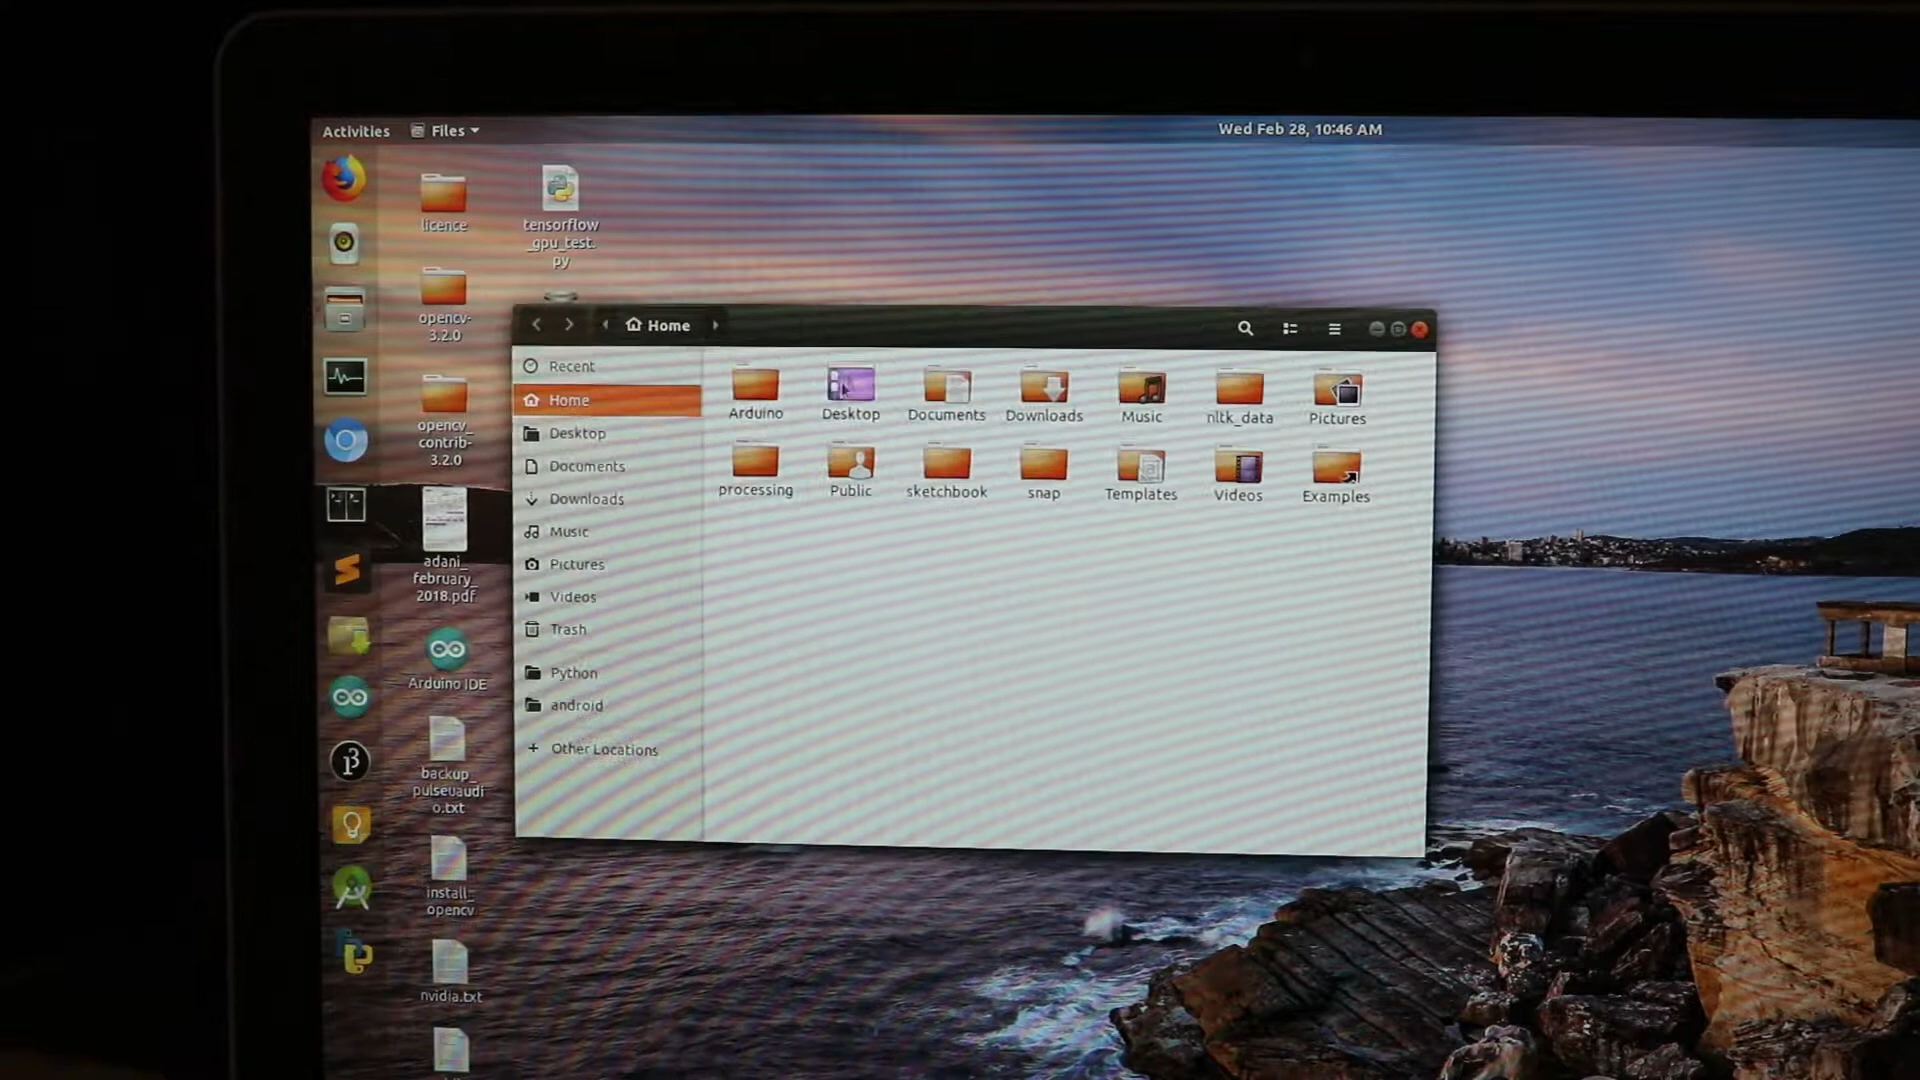 Activities
Files
Wed Feb 28, 10:46 AM
licence
opencv-
3.2.0
opencv_
contrib-
3.2.0
adani_
february_
2018.pdf
Arduino IDE
backup_
pulseuaudi
o.txt
install_
opencv
nvidia.txt
tensorflow
_gpu_test.
py
Home
Recent
Home
Desktop
Documents
Downloads
Music
Pictures
Videos
Trash
Python
android
+ Other Locations
Arduino
Desktop
Documents
Downloads
Music
nltk_data
Pictures
processing
Public
sketchbook
snap
Templates
Videos
Examples